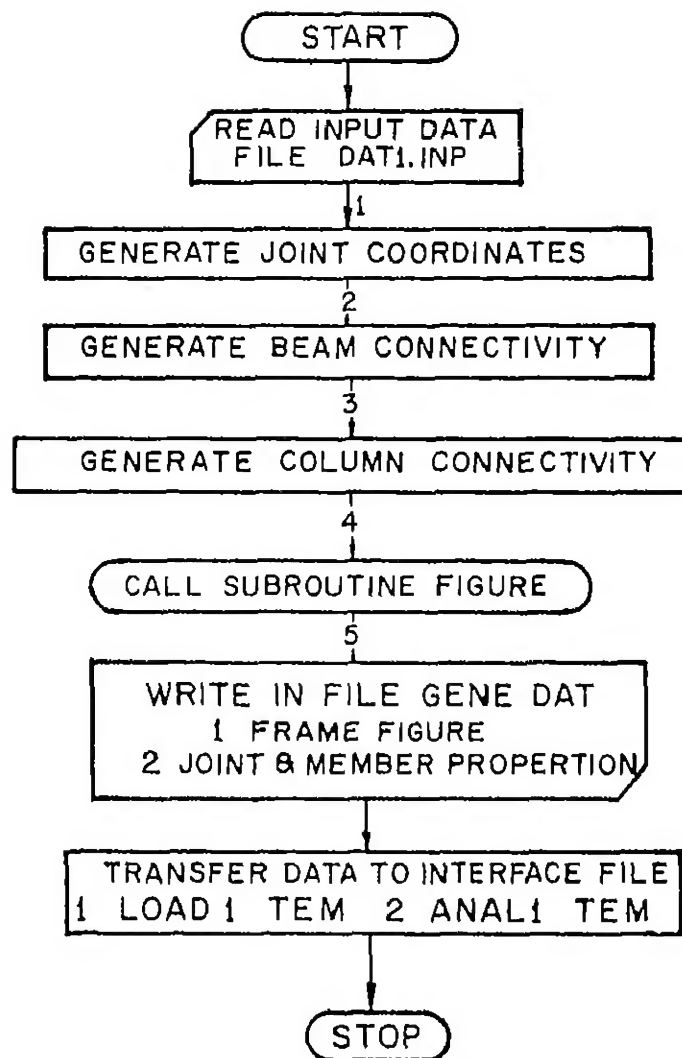 START
READ INPUT DATA
FILE DAT1.INP
1
GENERATE JOINT COORDINATES
2
GENERATE BEAM CONNECTIVITY
3
GENERATE COLUMN CONNECTIVITY
4
CALL SUBROUTINE FIGURE
5
WRITE IN FILE GENE DAT
1 FRAME FIGURE
2 JOINT & MEMBER PROPERTION
TRANSFER DATA TO INTERFACE FILE
1 LOAD1 TEM 2 ANAL1 TEM
STOP